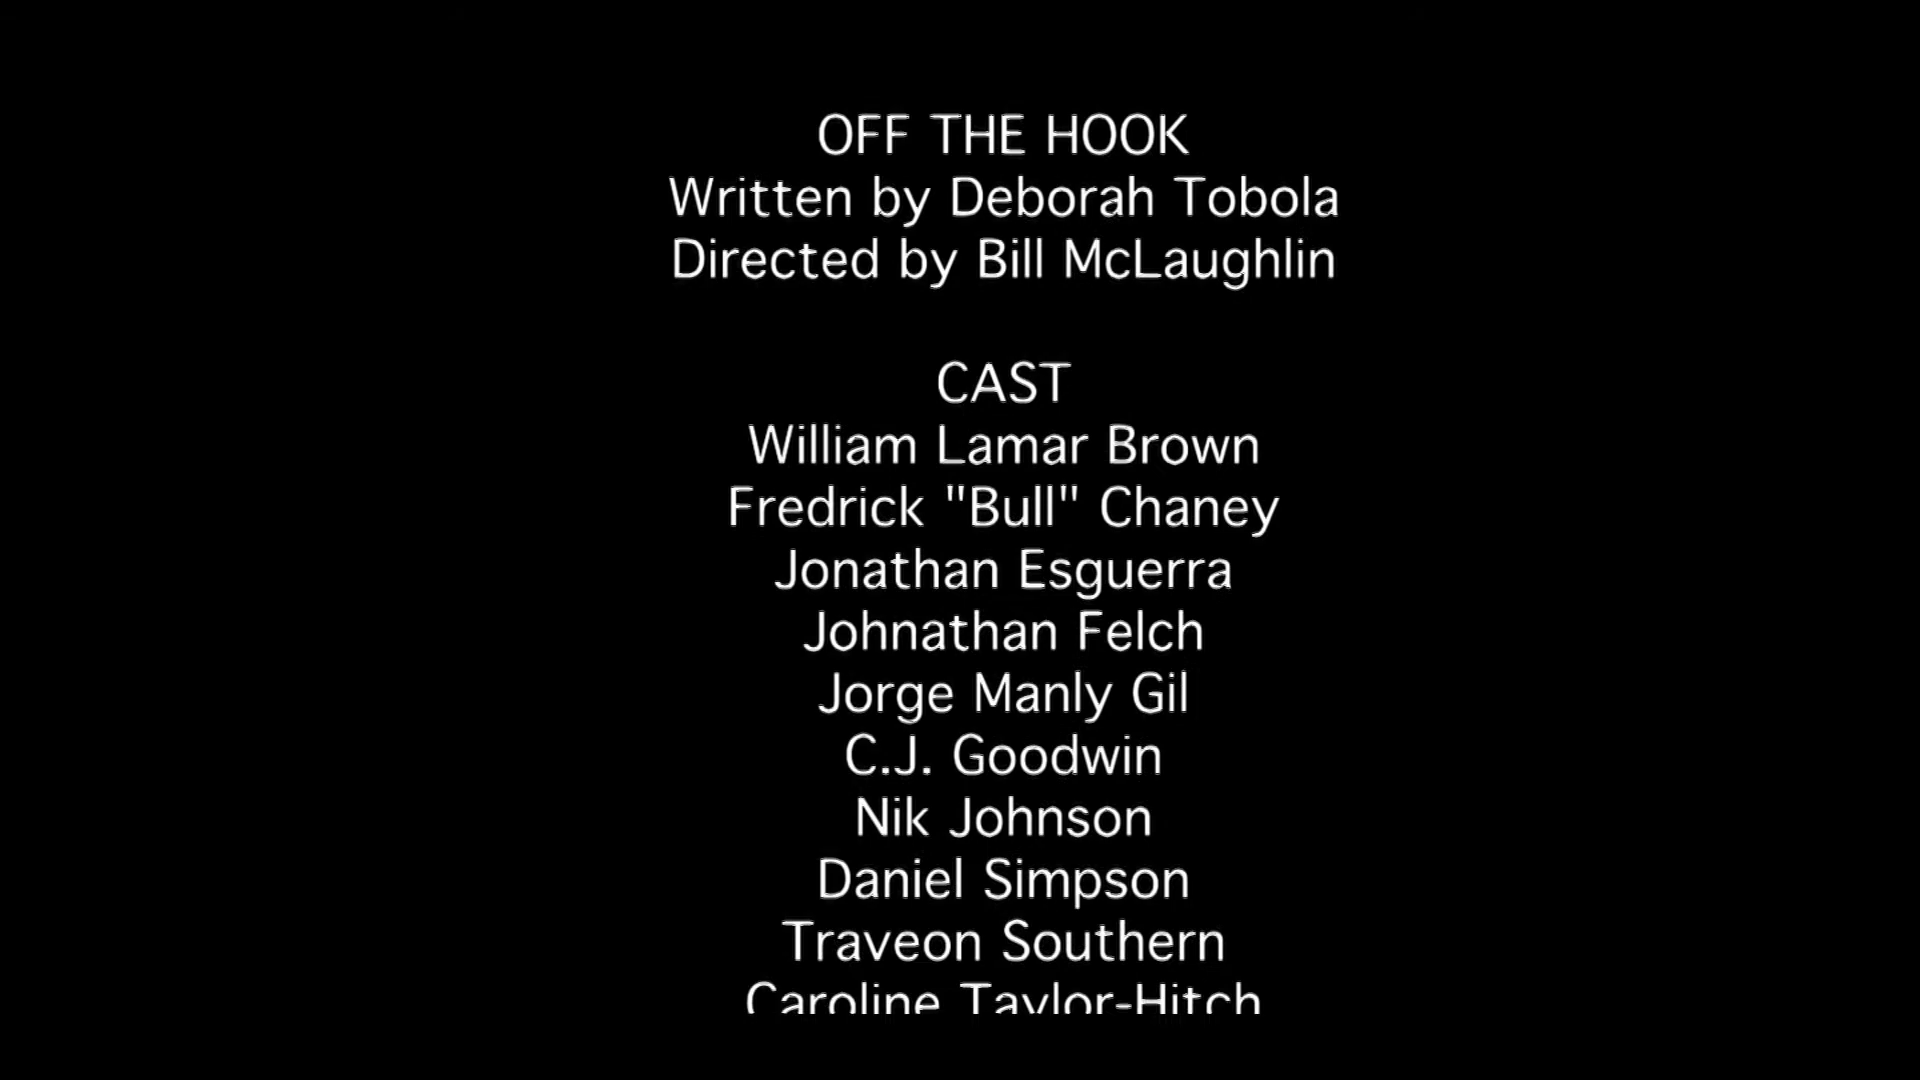 OFF THE HOOK
Written by Deborah Tobola
Directed by Bill McLaughlin
CAST
William Lamar Brown
Fredrick "Bull" Chaney
Jonathan Esguerra
Johnathan Felch
Jorge Manly Gil
C.J. Goodwin
Nik Johnson
Daniel Simpson
Traveon Southern
Caroline Taylor-Hitch